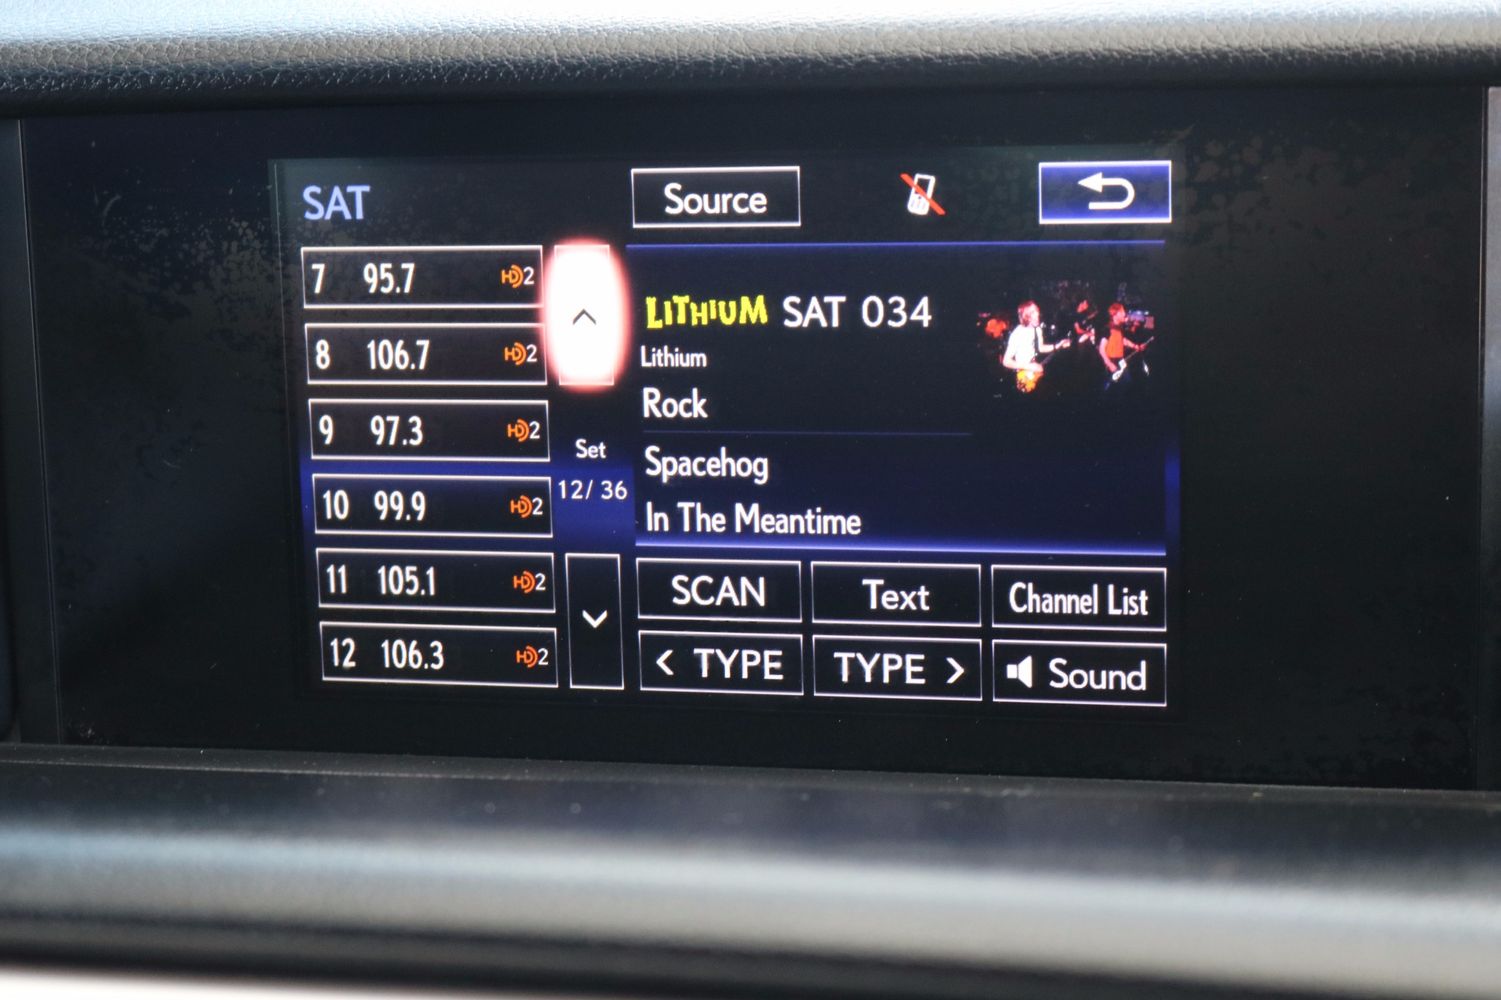 SAT
Source
7 95.7 HD2
8 106.7 HD2
9 97.3 HD2
10 99.9 HD2
11 105.1 HD2
12 106.3 HD2
Set
12/ 36
LiTHiUM SAT 034
Lithium
Rock
Spacehog
In The Meantime
SCAN
Text
Channel List
< TYPE
TYPE >
Sound